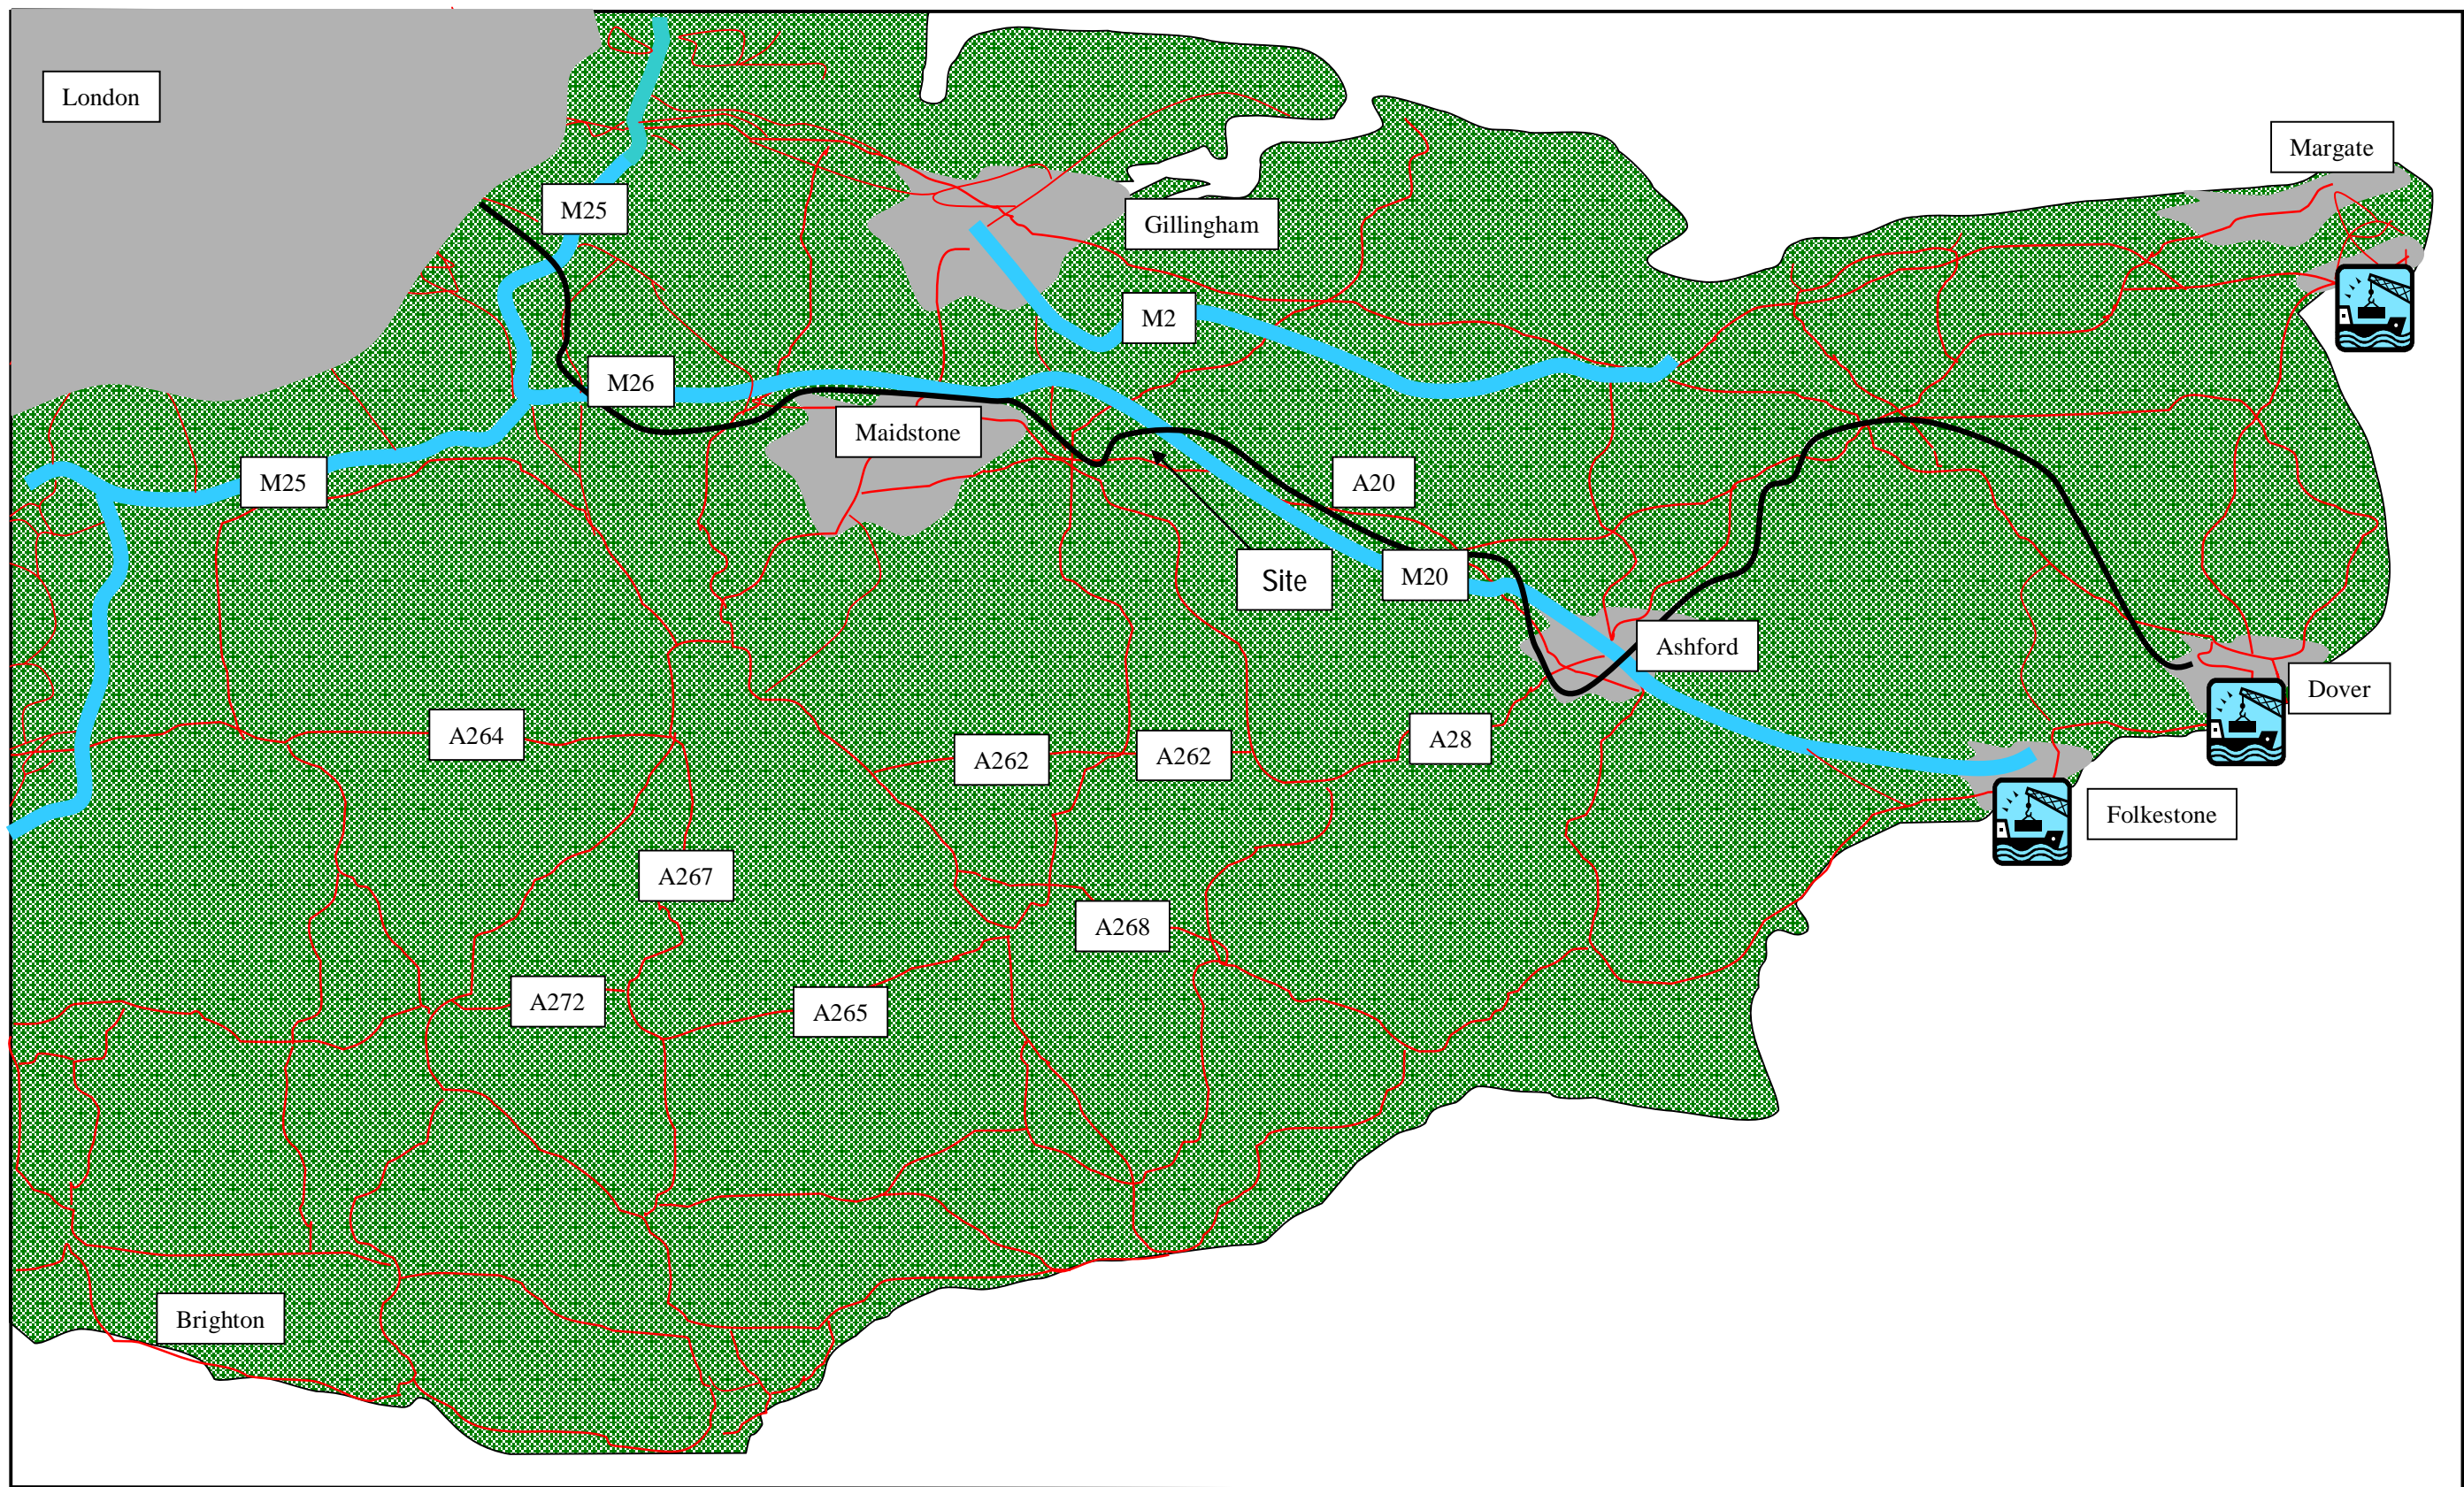 London
Margate
M25
Gillingham
M2
M26
Maidstone
M25
A20
Site
M20
Ashford
Dover
A264
A262
A262
A28
Folkestone
A267
A268
A272
A265
Brighton